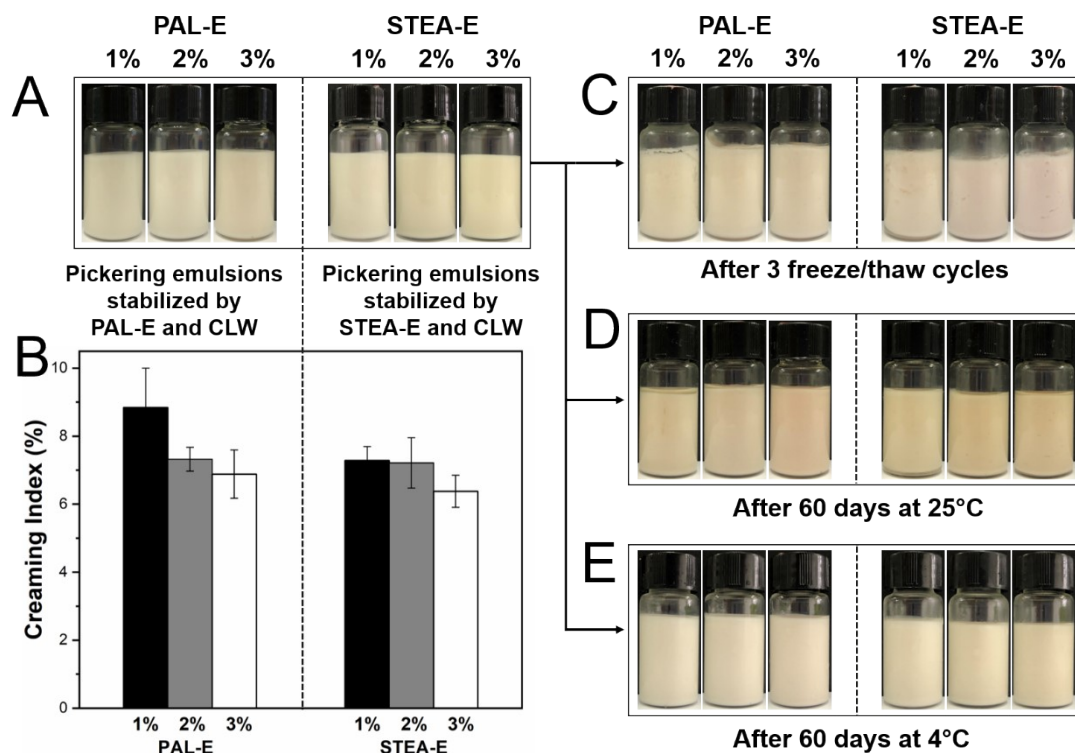 PAL-E STEA-E
1% 2% 3% 1% 2% 3%
A
Pickering emulsions
stabilized by
PAL-E and CLW
Pickering emulsions
stabilized by
STEA-E and CLW
B
Creaming Index (%)
10
8
6
4
2
0
1% 2% 3% 1% 2% 3%
PAL-E STEA-E
PAL-E STEA-E
1% 2% 3% 1% 2% 3%
C
After 3 freeze/thaw cycles
D
After 60 days at 25°C
E
After 60 days at 4°C